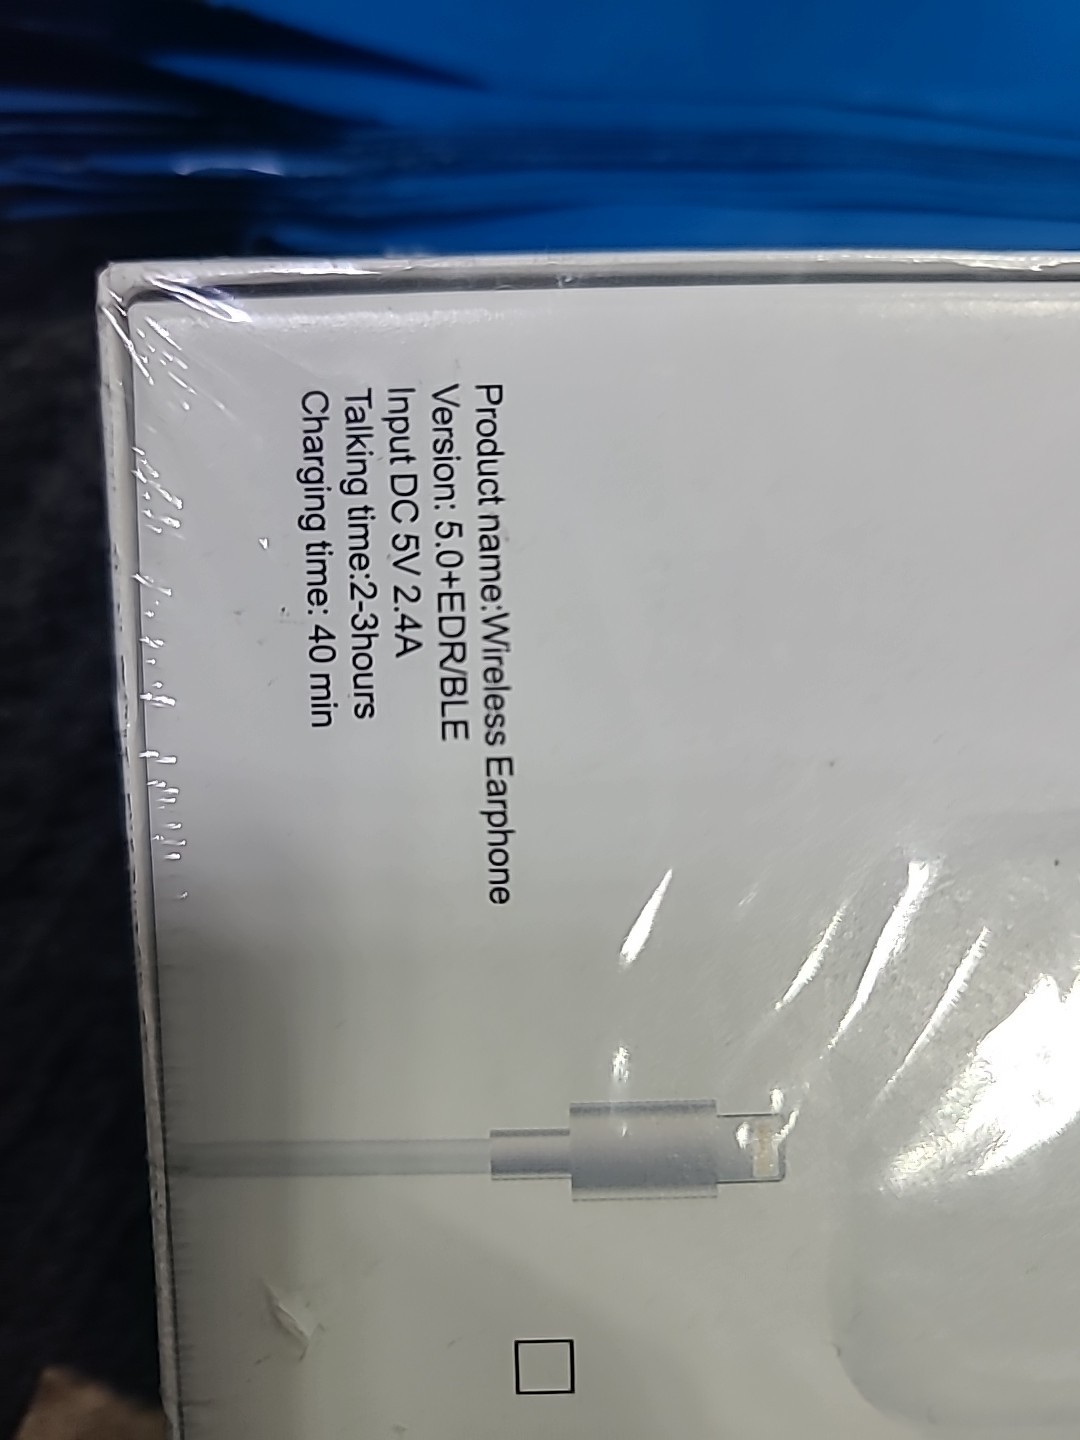 Product name:Wireless Earphone
Version: 5.0+EDR/BLE
Input DC 5V 2.4A
Talking time:2-3hours
Charging time: 40 min